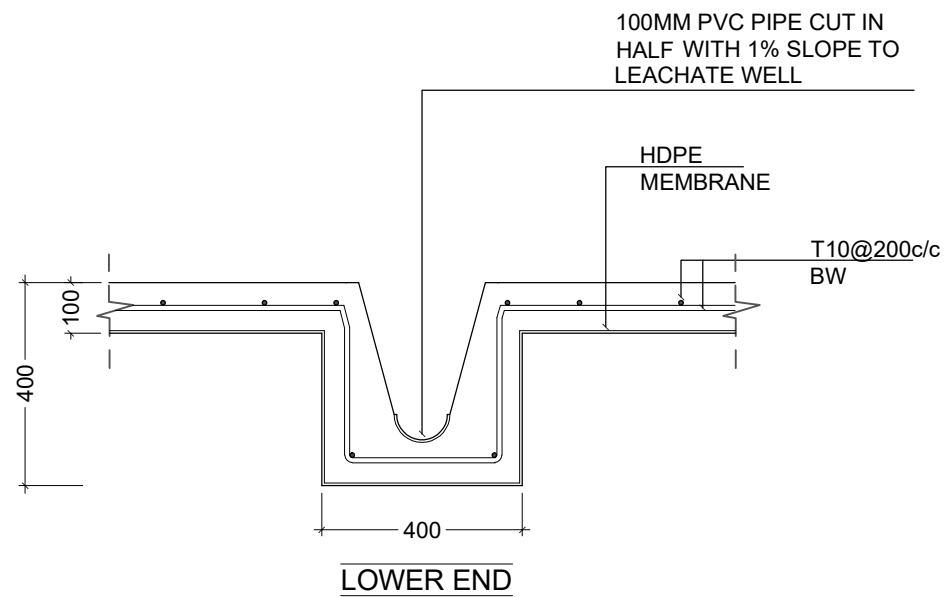 100MM PVC PIPE CUT IN
HALF WITH 1% SLOPE TO
LEACHATE WELL
HDPE
MEMBRANE
T10@200c/c
BW
100
400
400
LOWER END